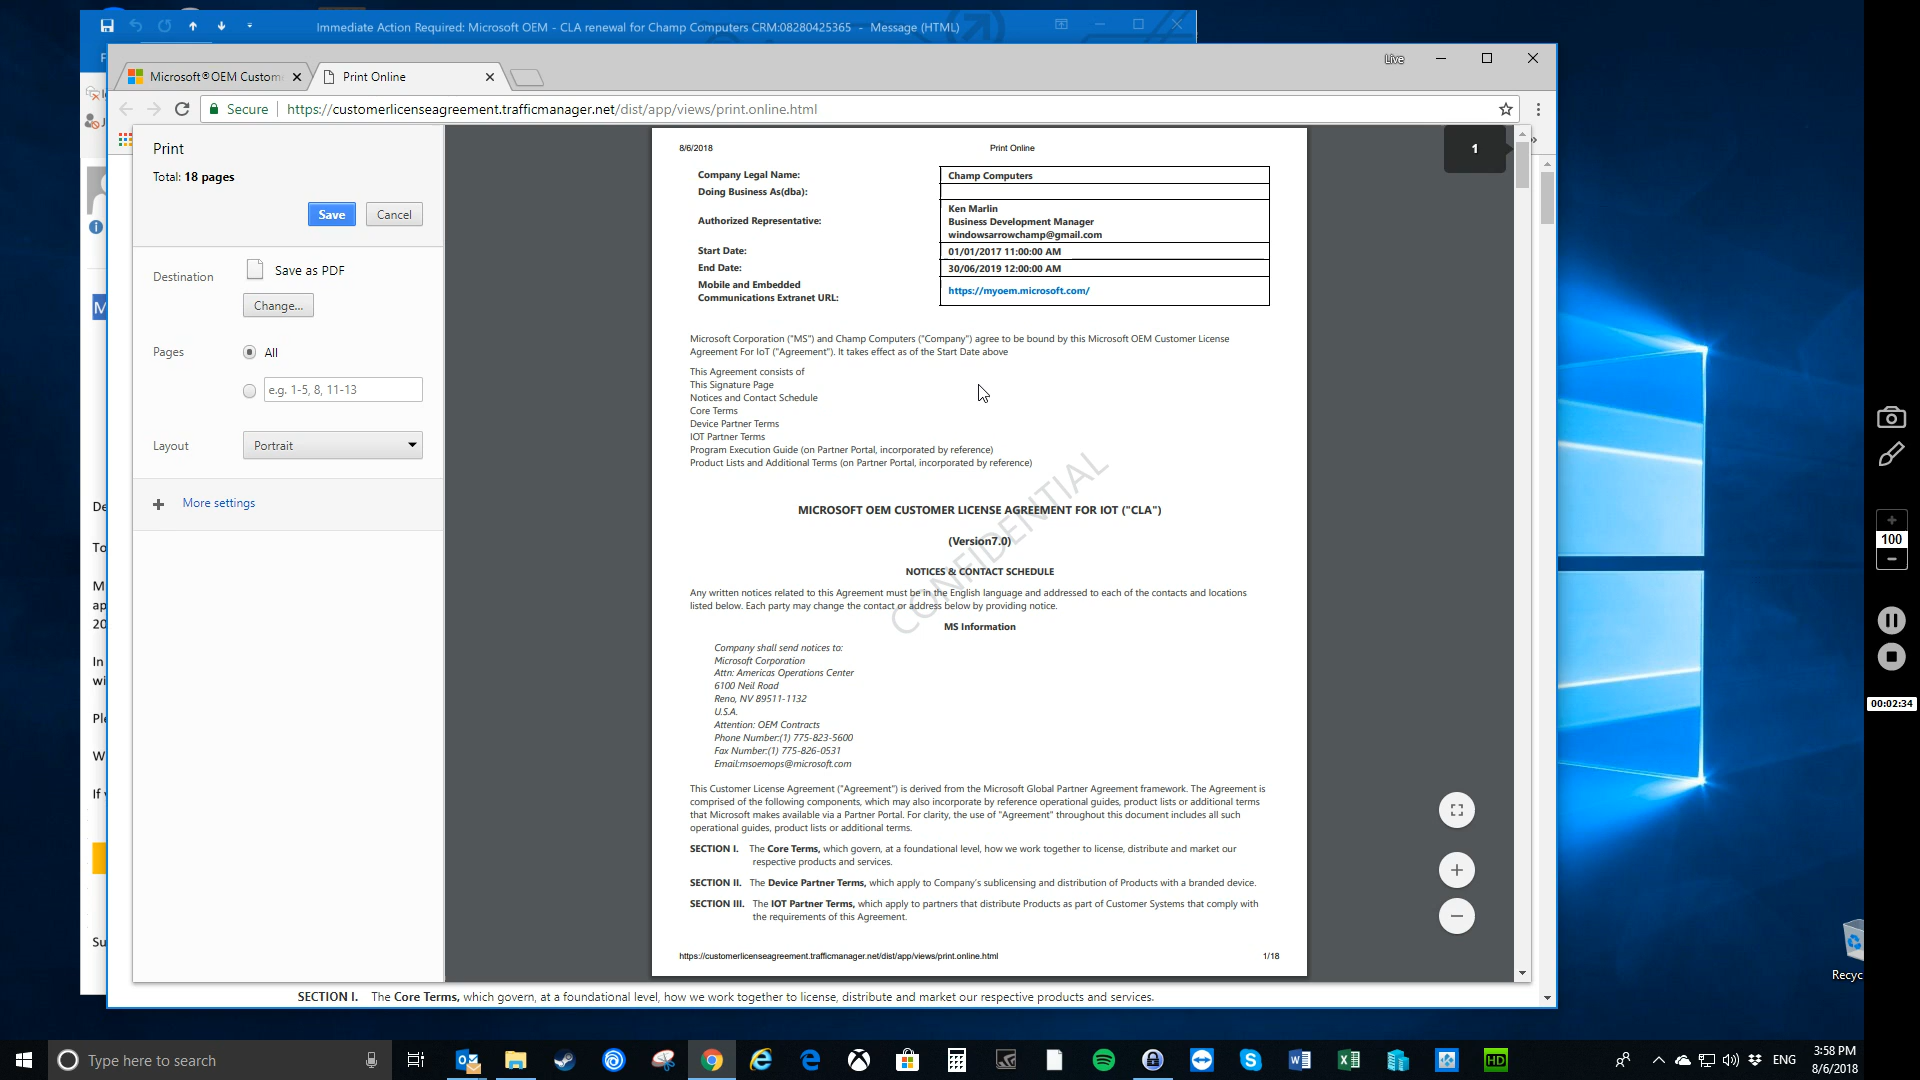 Immediate Action Required: Microsoft OEM - CLA renewal for Champ Computers CRM:08280425365 - Message (HTML)
Live
Microsoft®OEM Custom
Print Online
Secure
https://customerlicenseagreement.trafficmanager.net/dist/app/views/print.online.html
Print
Total: 18 pages
Save
Cancel
Destination
Save as PDF
Change...
Pages
All
e.g. 1-5, 8, 11-13
Layout
Portrait
More settings
8/6/2018
Print Online
Company Legal Name:
Champ Computers
Doing Business As(dba):
Authorized Representative:
Ken Marlin
Business Development Manager
windowsarrowchamp@gmail.com
Start Date:
01/01/2017 11:00:00 AM
End Date:
30/06/2019 12:00:00 AM
Mobile and Embedded
Communications Extranet URL:
https://myoem.microsoft.com/
Microsoft Corporation ("MS") and Champ Computers ("Company") agree to be bound by this Microsoft OEM Customer License
Agreement For IoT ("Agreement"). It takes effect as of the Start Date above
This Agreement consists of
This Signature Page
Notices and Contact Schedule
Core Terms
Device Partner Terms
IOT Partner Terms
Program Execution Guide (on Partner Portal, incorporated by reference)
Product Lists and Additional Terms (on Partner Portal, incorporated by reference)
CONFIDENTIAL
MICROSOFT OEM CUSTOMER LICENSE AGREEMENT FOR IOT ("CLA")
(Version7.0)
NOTICES & CONTACT SCHEDULE
Any written notices related to this Agreement must be in the English language and addressed to each of the contacts and locations
listed below. Each party may change the contact or address below by providing notice.
MS Information
Company shall send notices to:
Microsoft Corporation
Attn: Americas Operations Center
6100 Neil Road
Reno, NV 89511-1132
U.S.A.
Attention: OEM Contracts
Phone Number:(1) 775-823-5600
Fax Number:(1) 775-826-0531
Email:msoemops@microsoft.com
This Customer License Agreement ("Agreement") is derived from the Microsoft Global Partner Agreement framework. The Agreement is
comprised of the following components, which may also incorporate by reference operational guides, product lists or additional terms
that Microsoft makes available via a Partner Portal. For clarity, the use of "Agreement" throughout this document includes all such
operational guides, product lists or additional terms.
SECTION I. The Core Terms, which govern, at a foundational level, how we work together to license, distribute and market our
respective products and services.
SECTION II. The Device Partner Terms, which apply to Company's sublicensing and distribution of Products with a branded device.
SECTION III. The IOT Partner Terms, which apply to partners that distribute Products as part of Customer Systems that comply with
the requirements of this Agreement.
https://customerlicenseagreement.trafficmanager.net/dist/app/views/print.online.html
1/18
1
SECTION I. The Core Terms, which govern, at a foundational level, how we work together to license, distribute and market our respective products and services.
De
To
M
ap
20
In
wi
Ple
W
If
Su
100
00:02:34
Recyc
Type here to search
HD
ENG
3:58 PM
8/6/2018